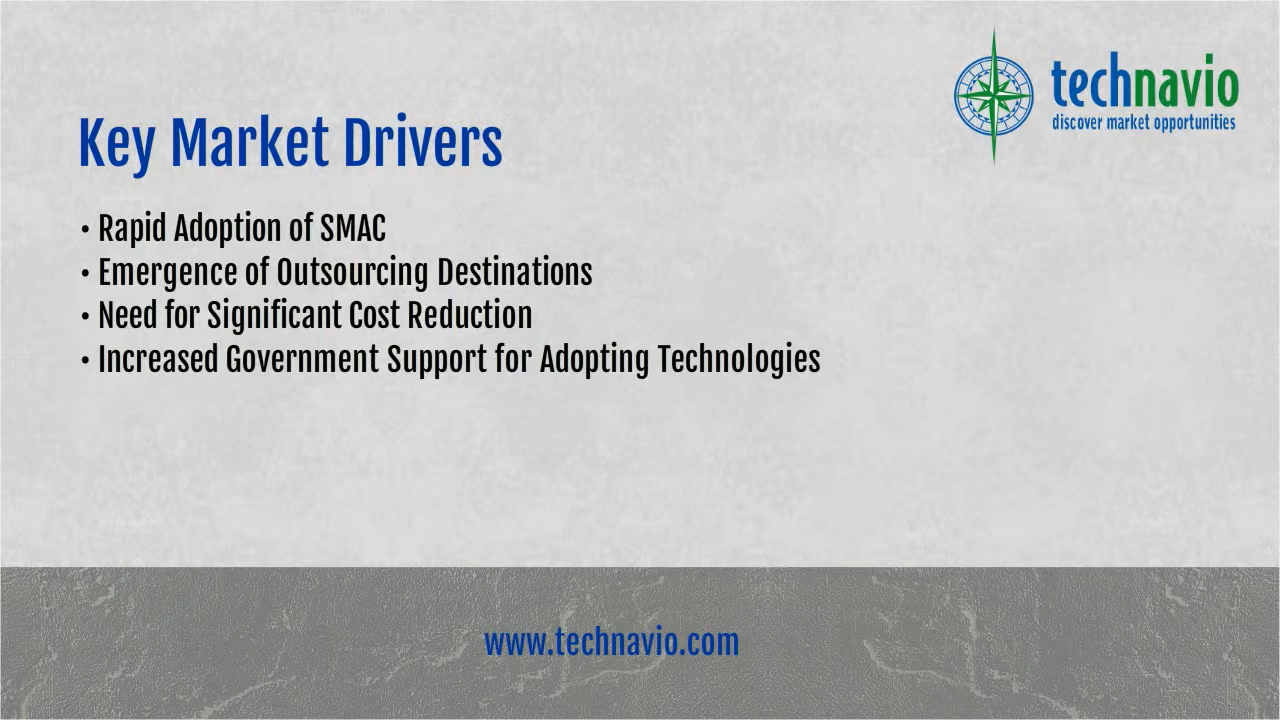 technavio
discover market opportunities
Key Market Drivers
• Rapid Adoption of SMAC
• Emergence of Outsourcing Destinations
• Need for Significant Cost Reduction
• Increased Government Support for Adopting Technologies
www.technavio.com